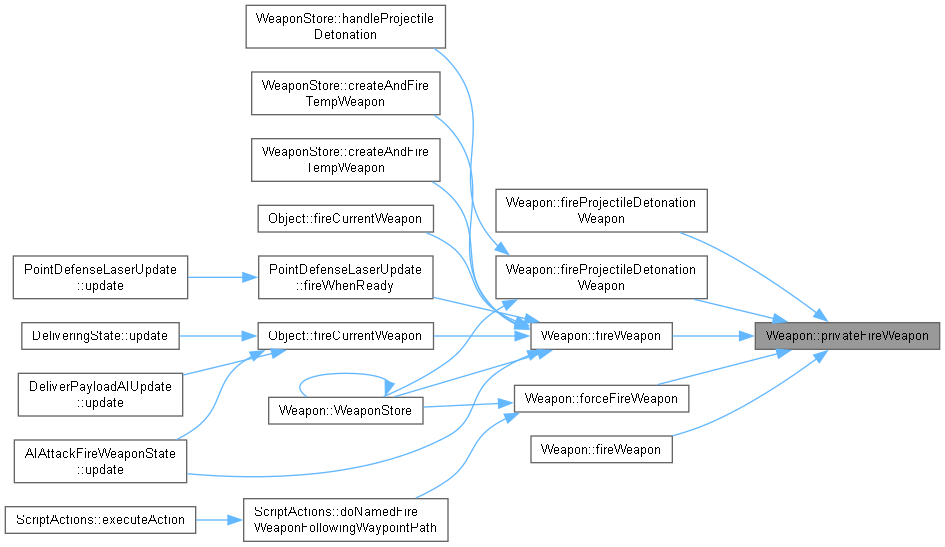 WeaponStore::handleProjectile
Detonation
WeaponStore::createAndFire
TempWeapon
WeaponStore::createAndFire
TempWeapon
Object::fireCurrentWeapon
Weapon::fireProjectileDetonation
Weapon
PointDefenseLaserUpdate
::update
PointDefenseLaserUpdate
::fireWhenReady
Weapon::fireProjectileDetonation
Weapon
DeliveringState::update
Object::fireCurrentWeapon
Weapon::fireWeapon
Weapon::privateFireWeapon
DeliverPayloadAIUpdate
::update
Weapon::WeaponStore
Weapon::forceFireWeapon
AIAttackFireWeaponState
::update
Weapon::fireWeapon
ScriptActions::executeAction
ScriptActions::doNamedFire
WeaponFollowingWaypointPath